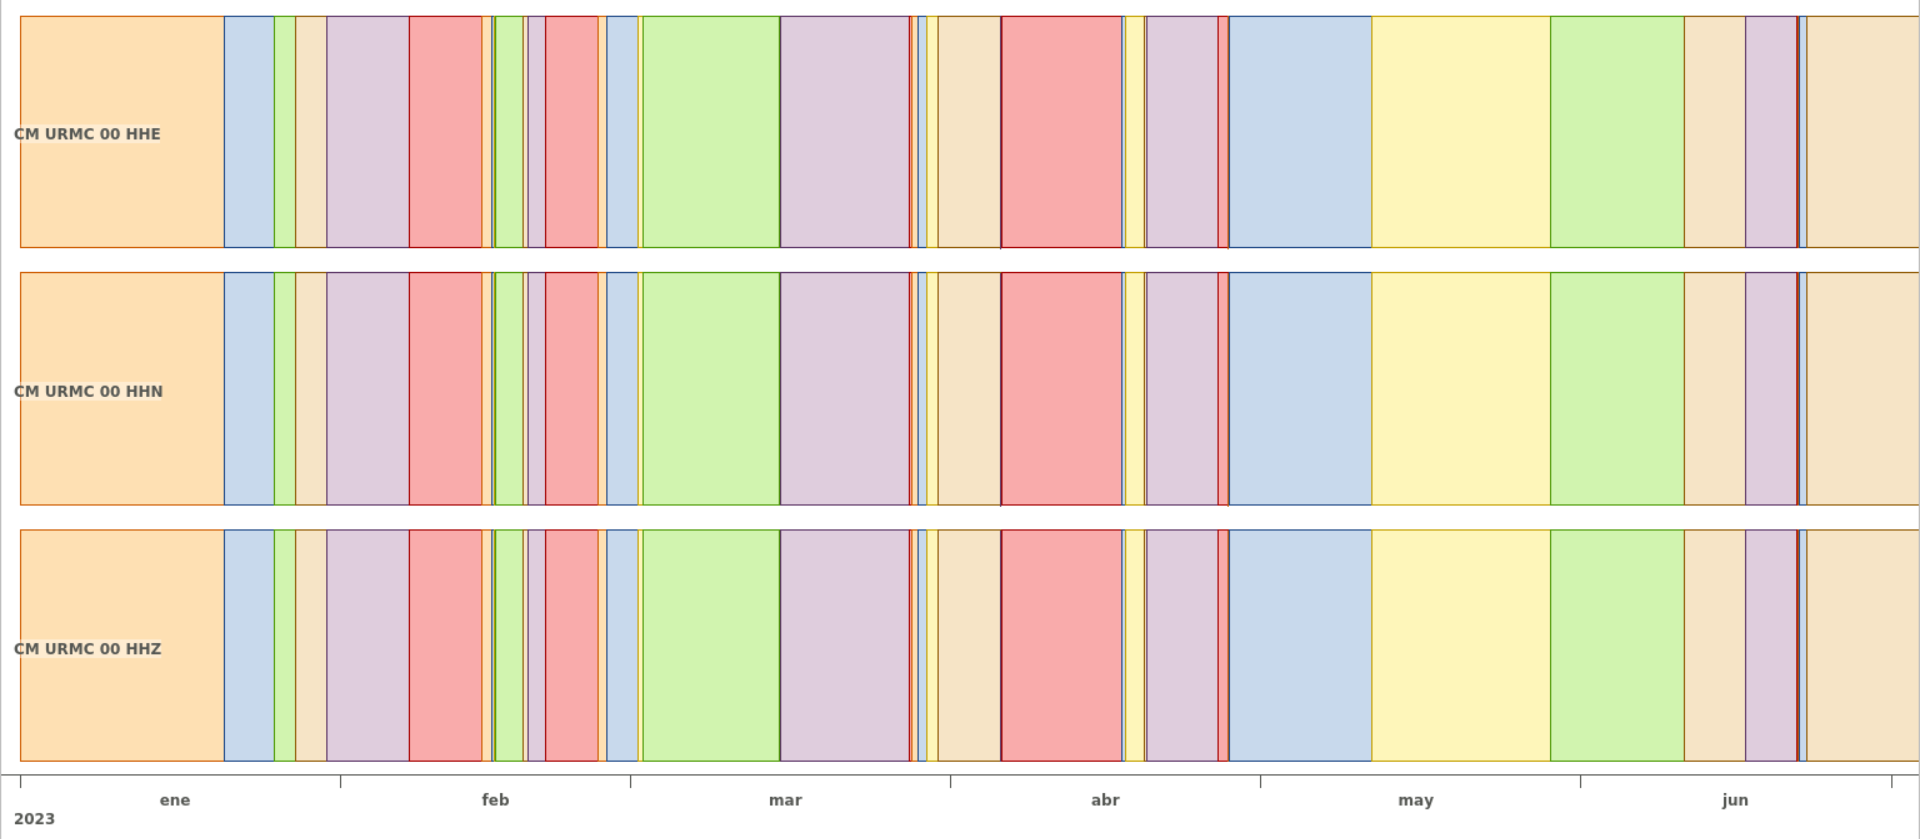 CM URMC 00 HHE
CM URMC 00 HHN
CM URMC 00 HHZ
ene feb mar abr may jun
2023